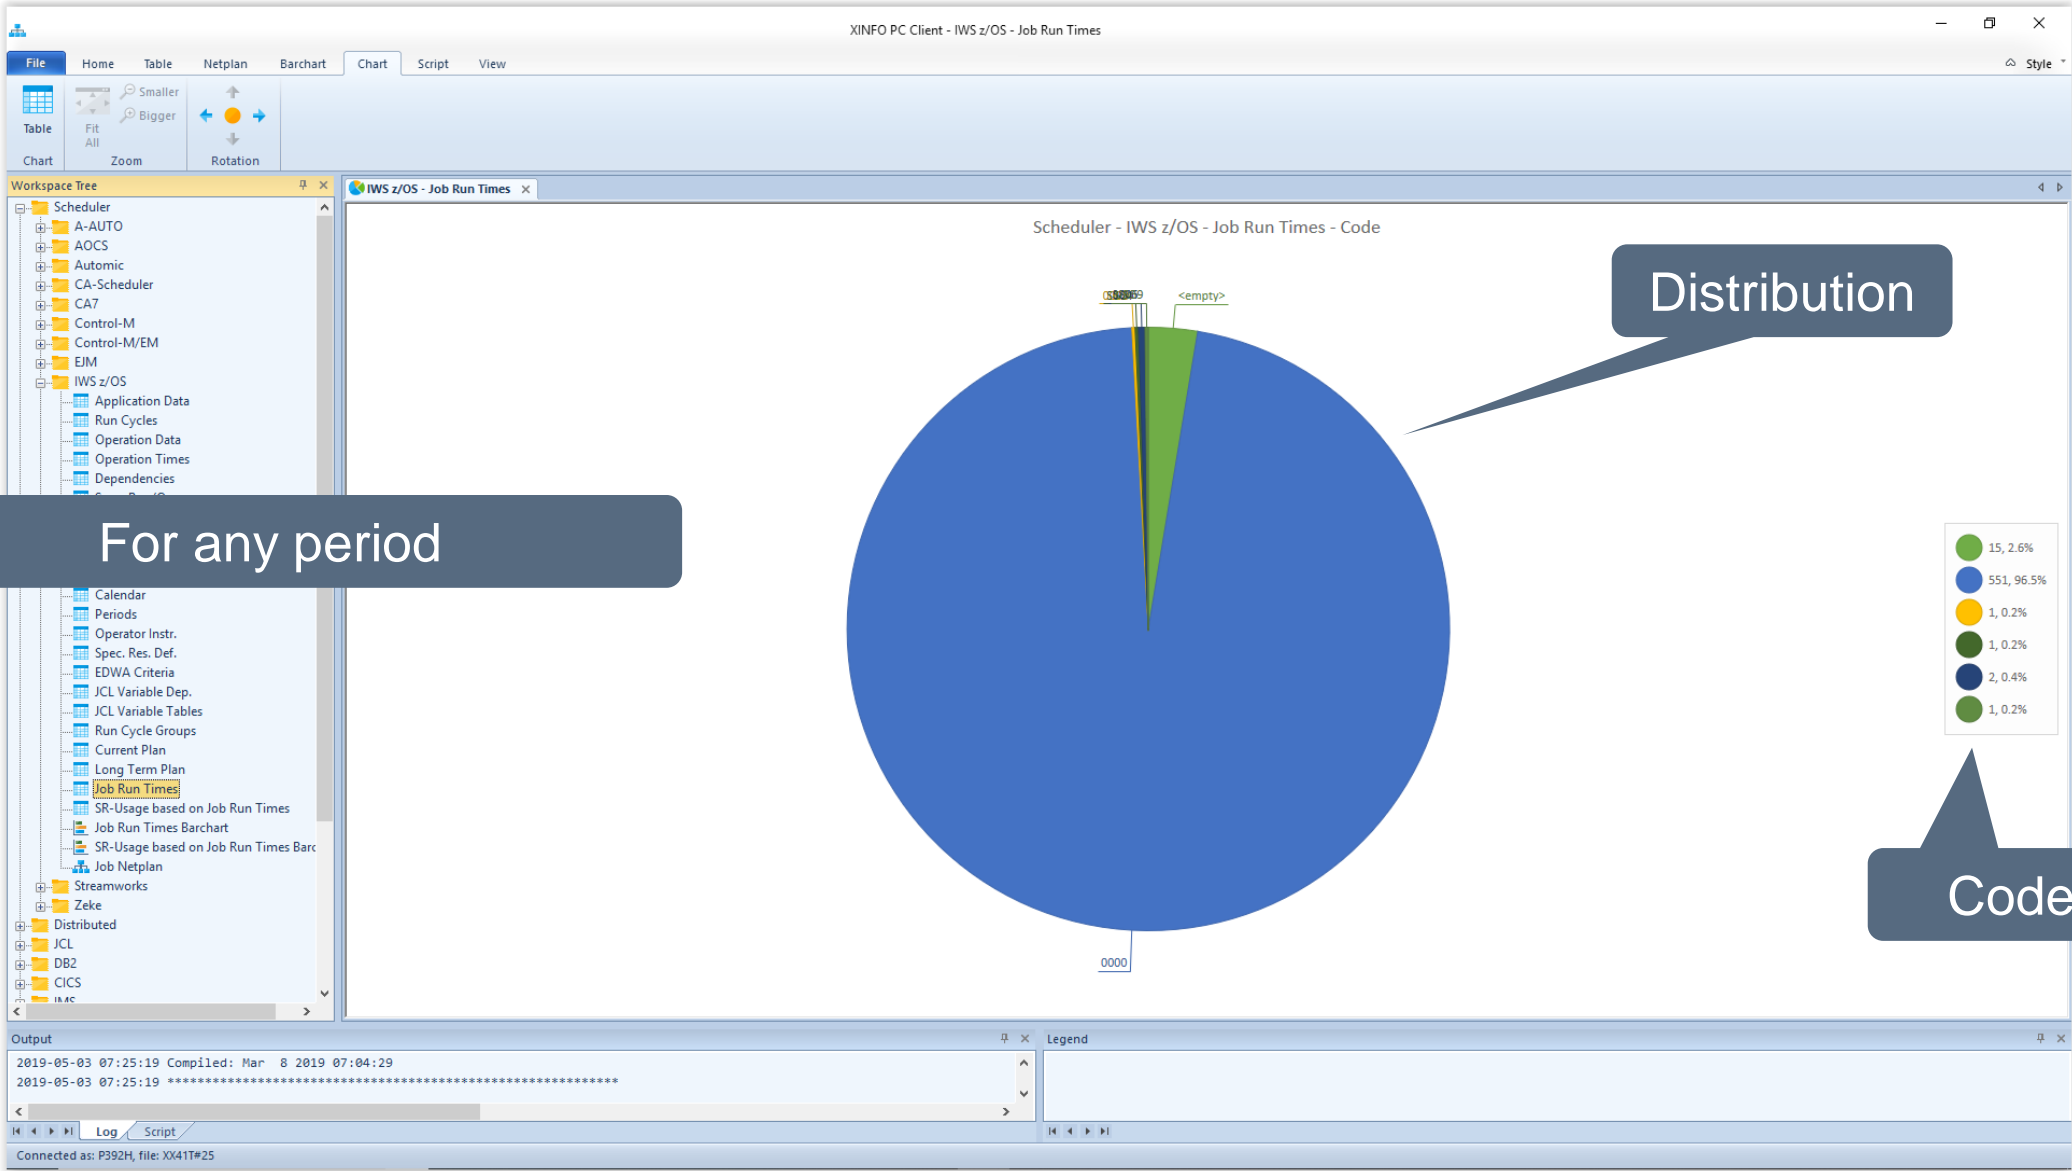 XINFO PC Client - IWS z/OS - Job Run Times
File Home Table Netplan Barchart Chart Script View Style
Table
Fit All
Smaller
Bigger
Chart Zoom Rotation
Workspace Tree
IWS z/OS - Job Run Times
Scheduler
A-AUTO
AOCS
Automic
CA-Scheduler
CA7
Control-M
Control-M/EM
EJM
IWS z/OS
Application Data
Run Cycles
Operation Data
Operation Times
Dependencies
For any period
Calendar
Periods
Operator Instr.
Spec. Res. Def.
EDWA Criteria
JCL Variable Dep.
JCL Variable Tables
Run Cycle Groups
Current Plan
Long Term Plan
Job Run Times
SR-Usage based on Job Run Times
Job Run Times Barchart
SR-Usage based on Job Run Times Barc
Job Netplan
Streamworks
Zeke
Distributed
JCL
DB2
CICS
IMS
Scheduler - IWS z/OS - Job Run Times - Code
<empty>
Distribution
0000
15, 2.6%
551, 96.5%
1, 0.2%
1, 0.2%
2, 0.4%
1, 0.2%
Code
Output
2019-05-03 07:25:19 Compiled: Mar  8 2019 07:04:29
2019-05-03 07:25:19 ************************************************************
Log Script
Legend
Connected as: P392H, file: XX41T#25